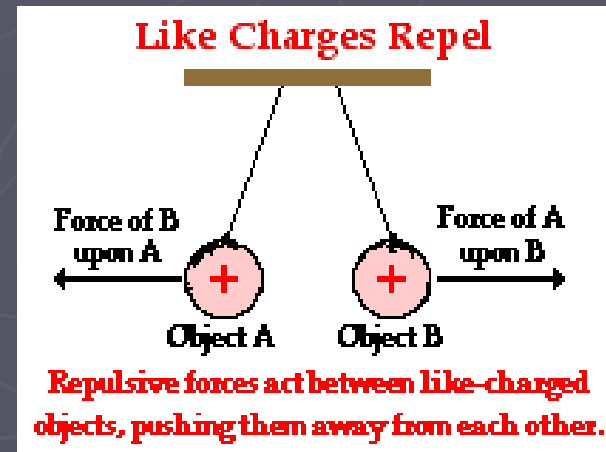 Like Charges Repel
Force of B
upon A
Force of A
upon B
+
+
Object A
Object B
Repulsive forces act between like-charged
objects, pushing them away from each other.